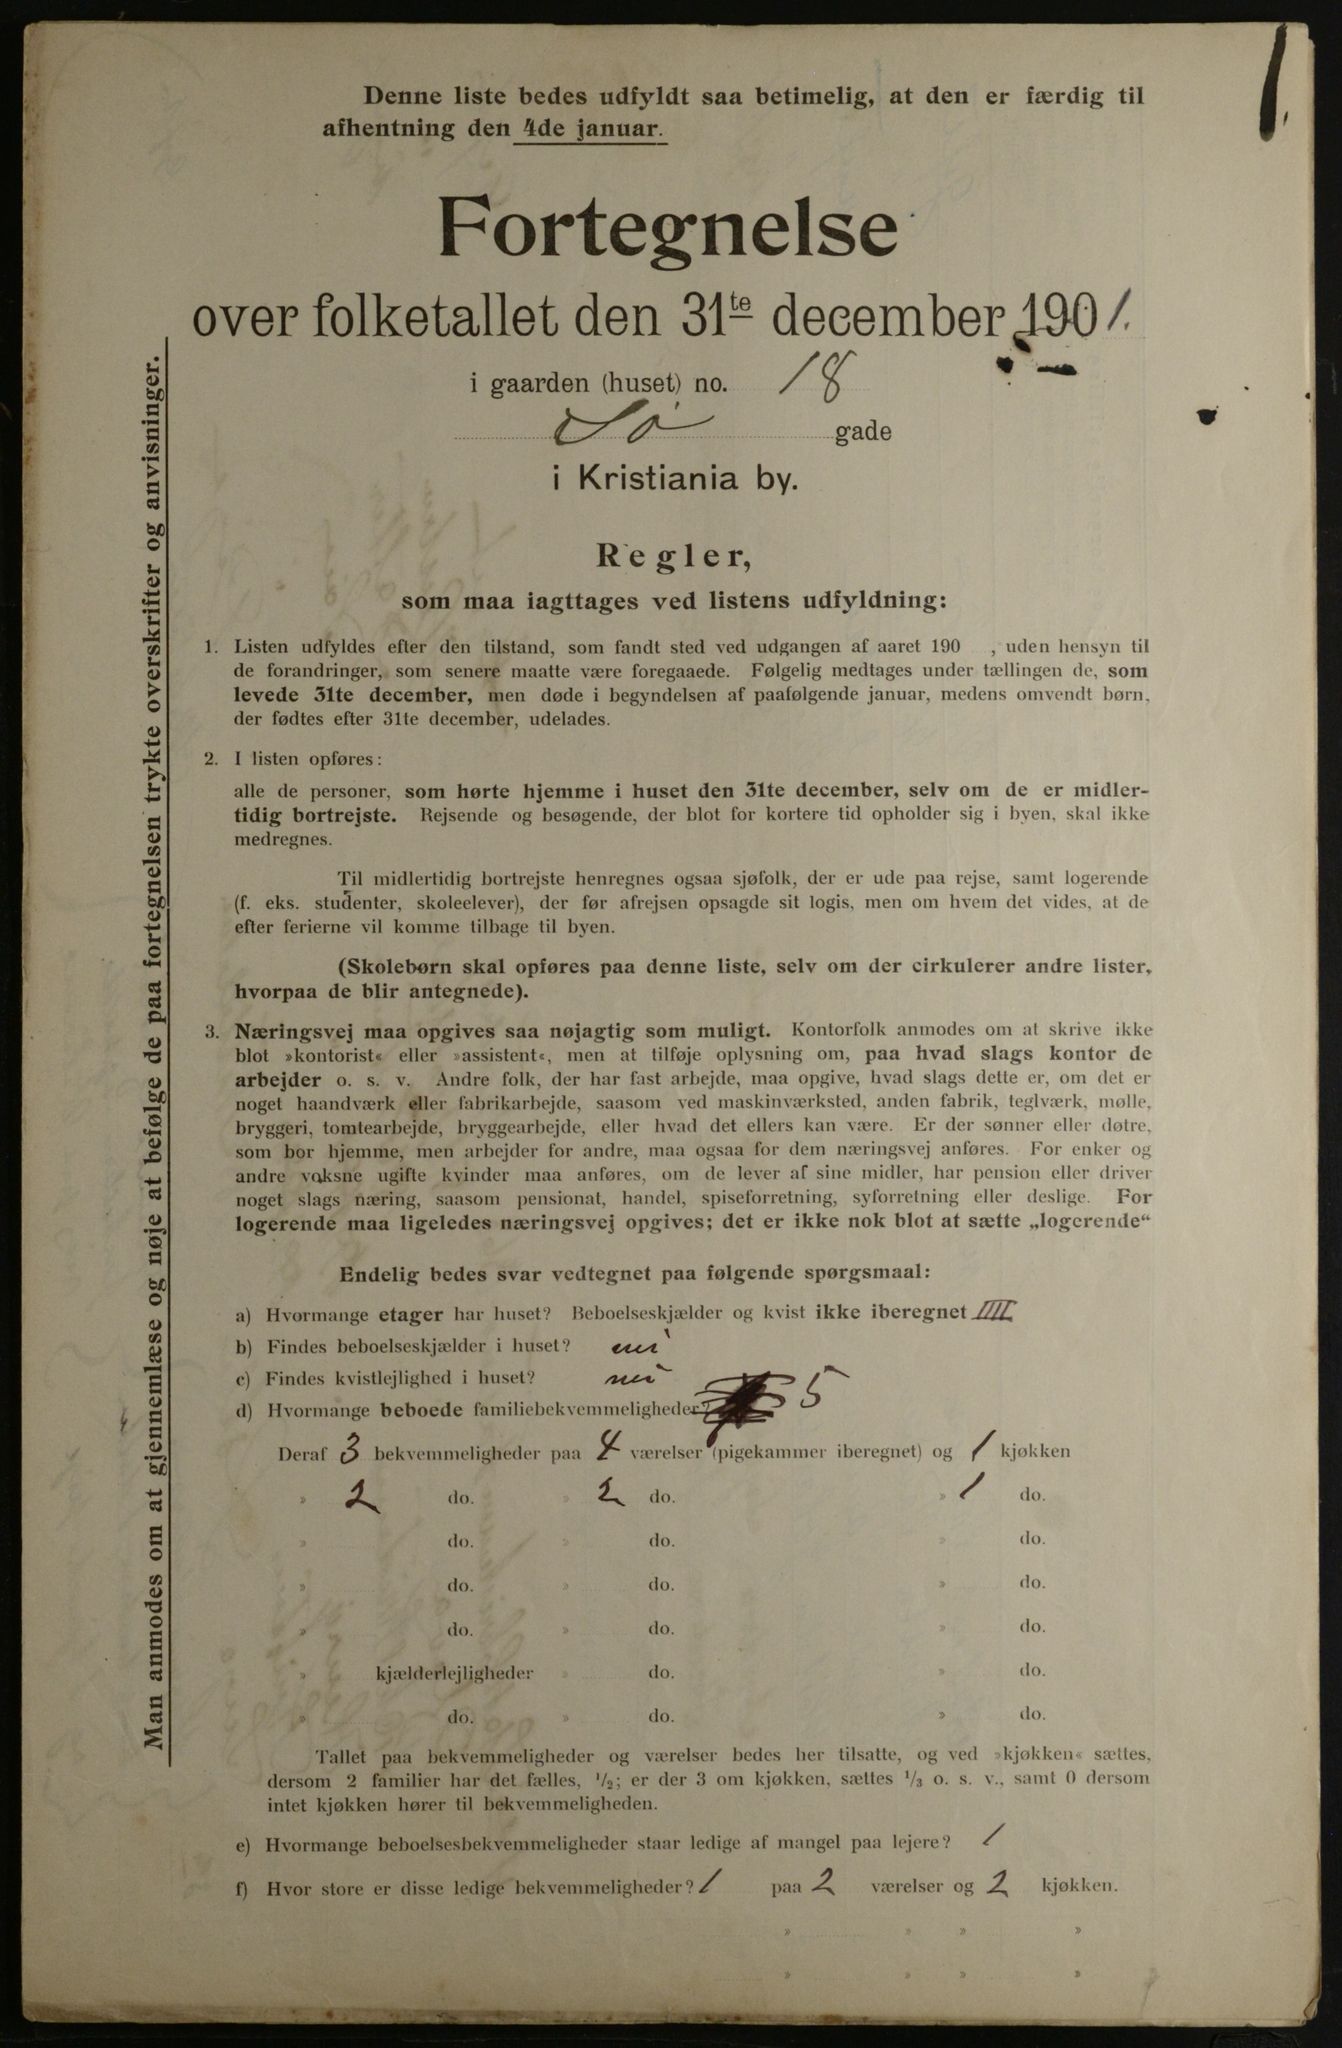 1.
Denne liste bedes udfyldt saa betimelig, at den er færdig til
afhentning den 4de januar.
Fortegnelse
over folketallet den 31te december 1901.
i gaarden (huset) no. 18
Sø gade
i Kristiania by.
Regler,
som maa iagttages ved listens udfyldning:
1. Listen udfyldes efter den tilstand, som fandt sted ved udgangen af aaret 190 , uden hensyn til
de forandringer, som senere maatte være foregaaede. Følgelig medtages under tællingen de, som
levede 31te december, men døde i begyndelsen af paafølgende januar, medens omvendt børn,
der fødtes efter 31te december, udelades.
2. I listen opføres:
alle de personer, som hørte hjemme i huset den 31te december, selv om de er midler-
tidig bortrejste. Rejsende og besøgende, der blot for kortere tid opholder sig i byen, skal ikke
medregnes.
Til midlertidig bortrejste henregnes ogsaa sjøfolk, der er ude paa rejse, samt logerende
(f. eks. studenter, skoleelever), der før afrejsen opsagde sit logis, men om hvem det vides, at de
efter ferierne vil komme tilbage til byen.
(Skolebørn skal opføres paa denne liste, selv om der cirkulerer andre lister,
hvorpaa de blir antegnede).
3. Næringsvej maa opgives saa nøjagtig som muligt. Kontorfolk anmodes om at skrive ikke
blot »kontorist« eller »assistent«, men at tilføje oplysning om, paa hvad slags kontor de
arbejder o. s. v. Andre folk, der har fast arbejde, maa opgive, hvad slags dette er, om det er
noget haandværk eller fabrikarbejde, saasom ved maskinværksted, anden fabrik, teglværk, mølle,
bryggeri, tomtearbejde, bryggearbejde, eller hvad det ellers kan være. Er der sønner eller døtre,
som bor hjemme, men arbejder for andre, maa ogsaa for dem næringsvej anføres. For enker og
andre voksne ugifte kvinder maa anføres, om de lever af sine midler, har pension eller driver
noget slags næring, saasom pensionat, handel, spiseforretning, syforretning eller deslige. For
logerende maa ligeledes næringsvej opgives; det er ikke nok blot at sætte „logerende“
Endelig bedes svar vedtegnet paa følgende spørgsmaal:
a) Hvormange etager har huset? Beboelseskjælder og kvist ikke iberegnet IIII
b) Findes beboelseskjælder i huset? nei
c) Findes kvistlejlighed i huset? nei
d) Hvormange beboede familiebekvemmeligheder? 5
Deraf 3 bekvemmeligheder paa 4 værelser (pigekammer iberegnet) og 1 kjøkken
» 2 do. » 2 do. » 1 do.
» do. » do. » do.
» do. » do. » do.
» do. » do. » do.
» kjælderlejligheder » do. » do.
» do. » do. » do.
Tallet paa bekvemmeligheder og værelser bedes her tilsatte, og ved »kjøkken« sættes,
dersom 2 familier har det fælles, 1/2; er der 3 om kjøkken, sættes 1/3 o. s. v., samt 0 dersom
intet kjøkken hører til bekvemmeligheden.
e) Hvormange beboelsesbekvemmeligheder staar ledige af mangel paa lejere? 1
f) Hvor store er disse ledige bekvemmeligheder? 1 paa 2 værelser og 2 kjøkken.
» » » »
» » » »
Man anmodes om at gjennemlæse og nøje at befølge de paa fortegnelsen trykte overskrifter og anvisninger.